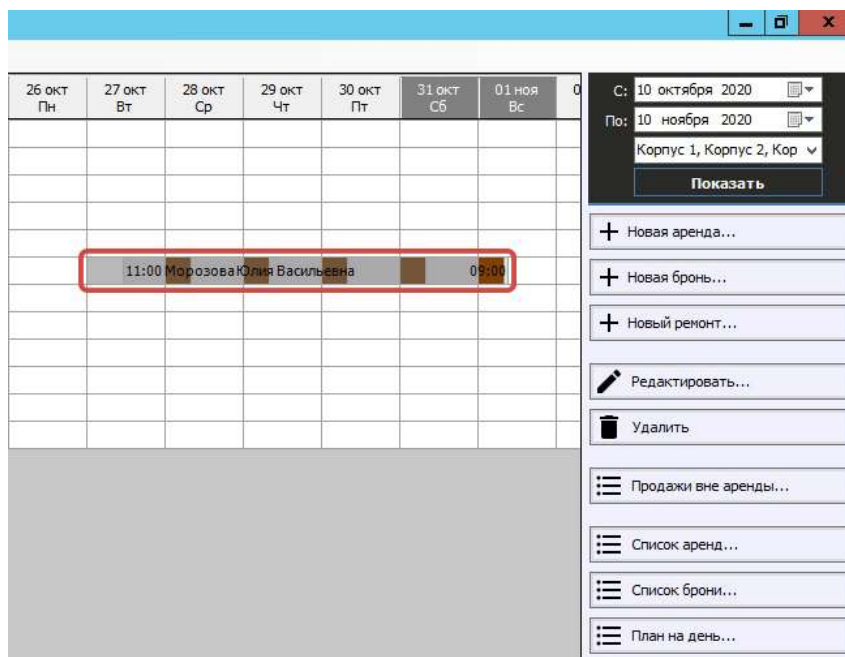 26 окт 27 окт 28 окт 29 окт 30 окт 31 окт 01 ноя 0
Пн Вт Ср Чт Пт Сб Вс
11:00 Морозова Юлия Васильевна 09:00
С: 10 октября 2020
По: 10 ноября 2020
Корпус 1, Корпус 2, Кор
Показать
Новая аренда...
Новая бронь...
Новый ремонт...
Редактировать...
Удалить
Продажи вне аренды...
Список аренд...
Список брони...
План на день...